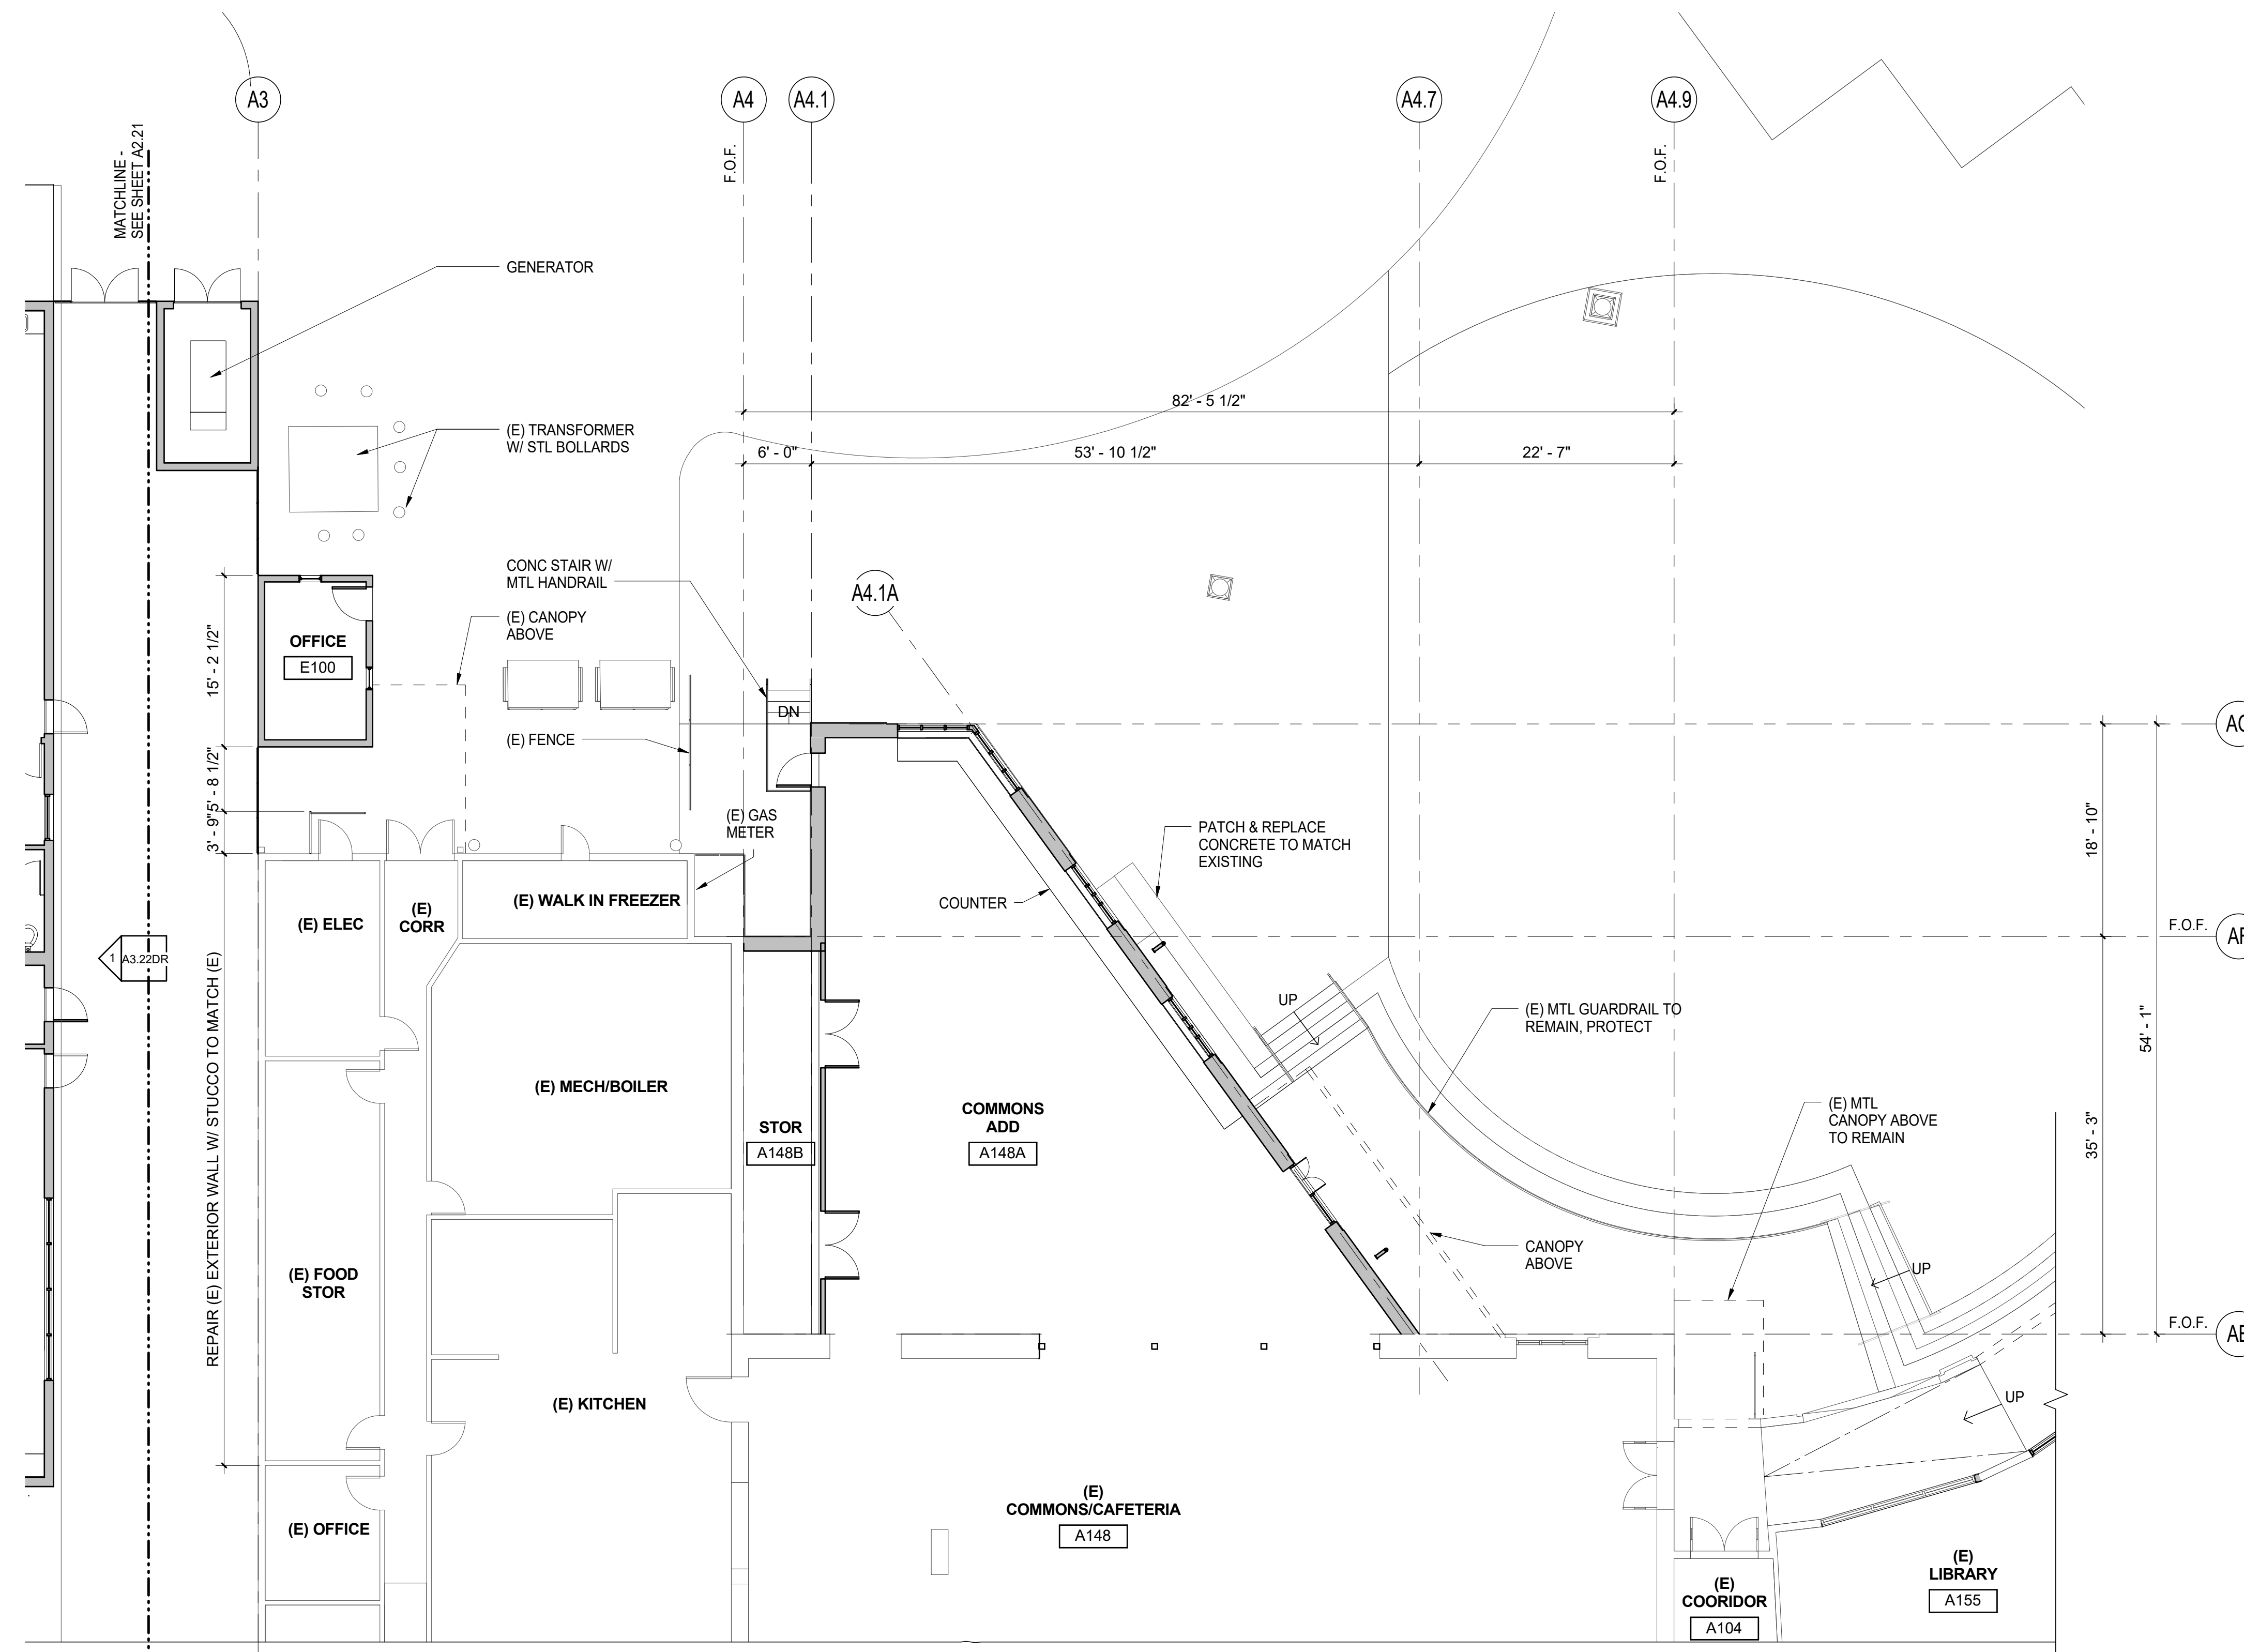 A3
A4
A4.1
A4.7
A4.9
MATCHLINE -
SEE SHEET A2.21
F.O.F.
F.O.F.
GENERATOR
82' - 5 1/2"
(E) TRANSFORMER
W/ STL BOLLARDS
6' - 0"
53' - 10 1/2"
22' - 7"
CONC STAIR W/
MTL HANDRAIL
A4.1A
(E) CANOPY
ABOVE
15' - 2 1/2"
OFFICE
E100
DN
(E) FENCE
5' - 8 1/2"
3' - 9"
(E) GAS
METER
PATCH & REPLACE
CONCRETE TO MATCH
EXISTING
18' - 10"
COUNTER
(E) ELEC
(E)
CORR
(E) WALK IN FREEZER
F.O.F.
1
A3.22DR
REPAIR (E) EXTERIOR WALL W/ STUCCO TO MATCH (E)
UP
(E) MTL GUARDRAIL TO
REMAIN, PROTECT
54' - 1"
(E) MECH/BOILER
STOR
A148B
COMMONS
ADD
A148A
(E) MTL
CANOPY ABOVE
TO REMAIN
35' - 3"
CANOPY
ABOVE
UP
(E) FOOD
STOR
F.O.F.
(E) KITCHEN
UP
(E)
COMMONS/CAFETERIA
A148
(E) OFFICE
(E)
LIBRARY
A155
(E)
COORIDOR
A104